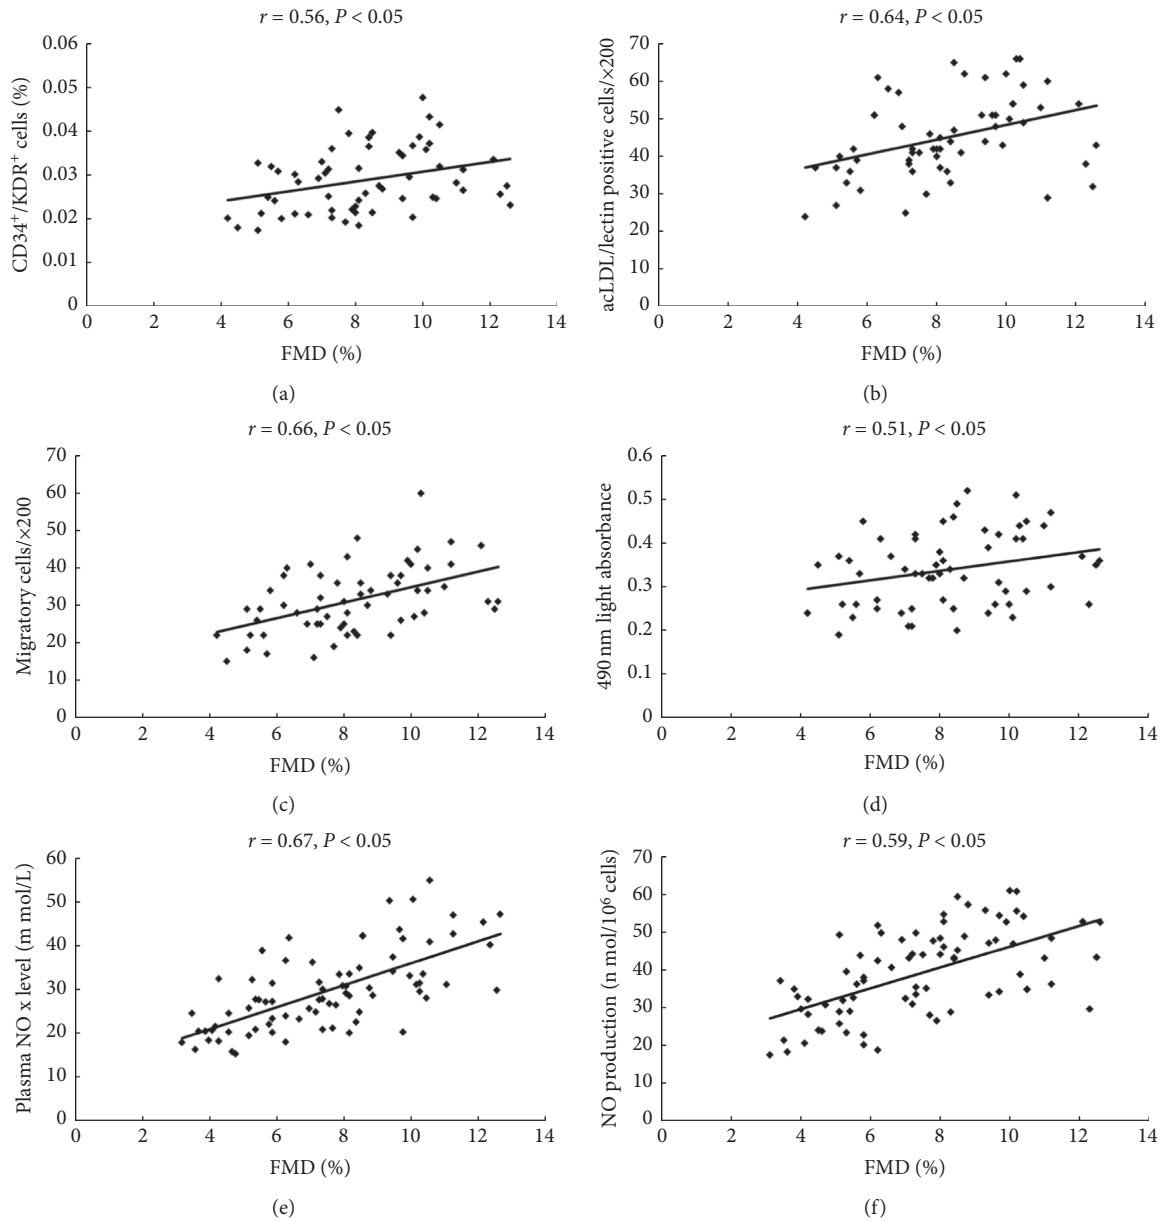 r = 0.56, P < 0.05
0.06
0.05
0.04
0.03
0.02
0.01
0
CD34⁺/KDR⁺ cells (%)
0 2 4 6 8 10 12 14
FMD (%)
(a)
r = 0.64, P < 0.05
70
60
50
40
30
20
10
0
acLDL/lectin positive cells/×200
0 2 4 6 8 10 12 14
FMD (%)
(b)
r = 0.66, P < 0.05
70
60
50
40
30
20
10
0
Migratory cells/×200
0 2 4 6 8 10 12 14
FMD (%)
(c)
r = 0.51, P < 0.05
0.6
0.5
0.4
0.3
0.2
0.1
0
490 nm light absorbance
0 2 4 6 8 10 12 14
FMD (%)
(d)
r = 0.67, P < 0.05
60
50
40
30
20
10
0
Plasma NO x level (m mol/L)
0 2 4 6 8 10 12 14
FMD (%)
(e)
r = 0.59, P < 0.05
70
60
50
40
30
20
10
0
NO production (n mol/10⁶ cells)
0 2 4 6 8 10 12 14
FMD (%)
(f)